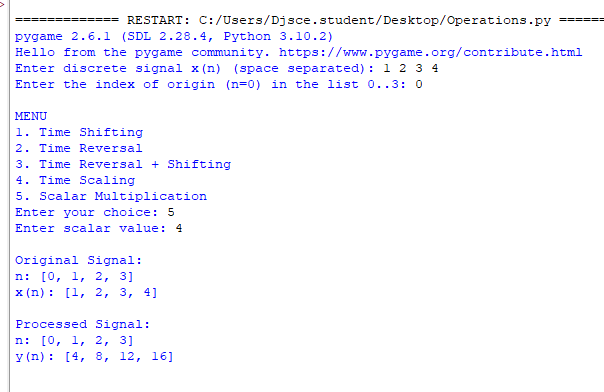 >
============= RESTART: C:/Users/Djsce.student/Desktop/Operations.py ======
pygame 2.6.1 (SDL 2.28.4, Python 3.10.2)
Hello from the pygame community. https://www.pygame.org/contribute.html
Enter discrete signal x(n) (space separated): 1 2 3 4
Enter the index of origin (n=0) in the list 0..3: 0
MENU
1. Time Shifting
2. Time Reversal
3. Time Reversal + Shifting
4. Time Scaling
5. Scalar Multiplication
Enter your choice: 5
Enter scalar value: 4
Original Signal:
n: [0, 1, 2, 3]
x(n): [1, 2, 3, 4]
Processed Signal:
n: [0, 1, 2, 3]
y(n): [4, 8, 12, 16]